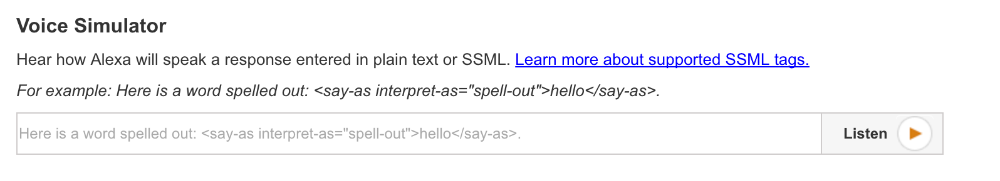 Voice Simulator
Hear how Alexa will speak a response entered in plain text or SSML. Learn more about supported SSML tags.
For example: Here is a word spelled out: <say-as interpret-as="spell-out">hello</say-as>.
Here is a word spelled out: <say-as interpret-as="spell-out">hello</say-as>.
Listen